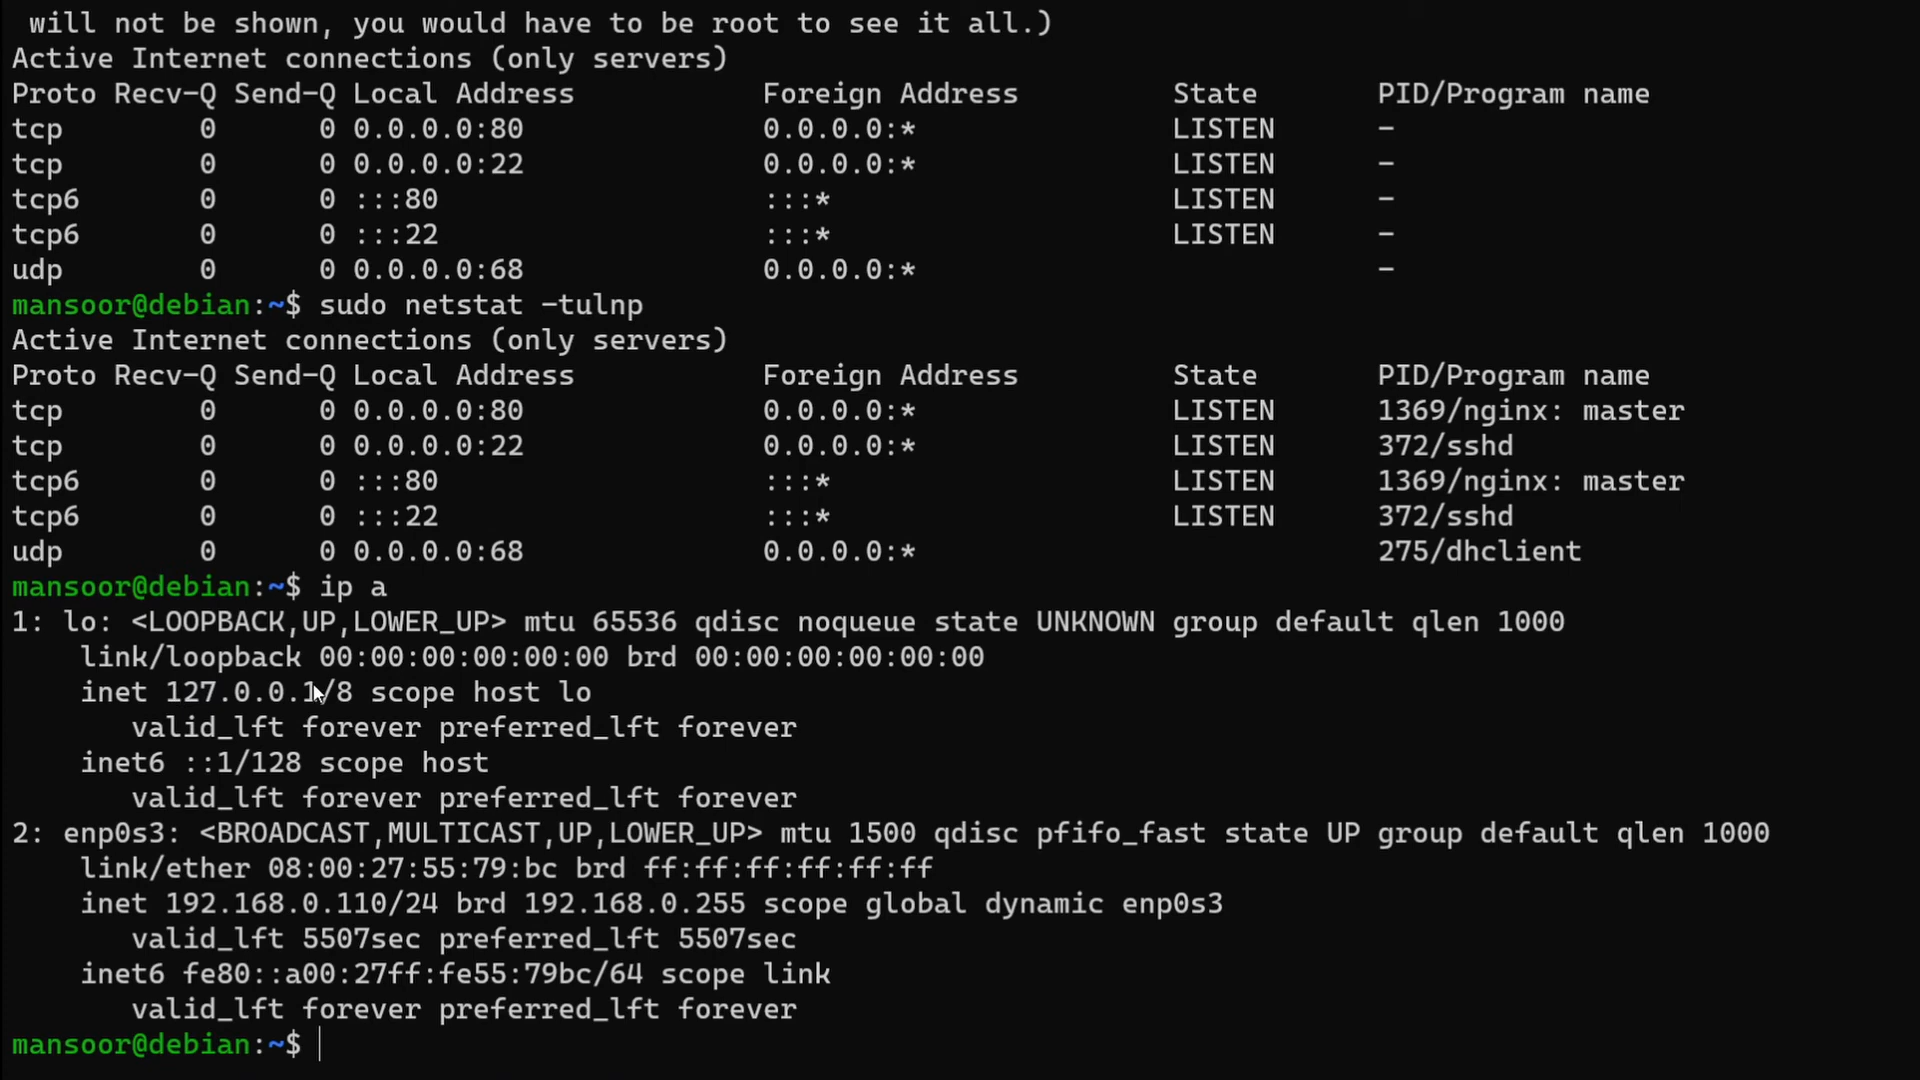 will not be shown, you would have to be root to see it all.)
Active Internet connections (only servers)
Proto Recv-Q Send-Q Local Address           Foreign Address         State       PID/Program name
tcp        0      0 0.0.0.0:80              0.0.0.0:*               LISTEN      -
tcp        0      0 0.0.0.0:22              0.0.0.0:*               LISTEN      -
tcp6       0      0 :::80                   :::*                    LISTEN      -
tcp6       0      0 :::22                   :::*                    LISTEN      -
udp        0      0 0.0.0.0:68              0.0.0.0:*                           -
mansoor@debian:~$ sudo netstat -tulnp
Active Internet connections (only servers)
Proto Recv-Q Send-Q Local Address           Foreign Address         State       PID/Program name
tcp        0      0 0.0.0.0:80              0.0.0.0:*               LISTEN      1369/nginx: master
tcp        0      0 0.0.0.0:22              0.0.0.0:*               LISTEN      372/sshd
tcp6       0      0 :::80                   :::*                    LISTEN      1369/nginx: master
tcp6       0      0 :::22                   :::*                    LISTEN      372/sshd
udp        0      0 0.0.0.0:68              0.0.0.0:*                           275/dhclient
mansoor@debian:~$ ip a
1: lo: <LOOPBACK,UP,LOWER_UP> mtu 65536 qdisc noqueue state UNKNOWN group default qlen 1000
    link/loopback 00:00:00:00:00:00 brd 00:00:00:00:00:00
    inet 127.0.0.1/8 scope host lo
       valid_lft forever preferred_lft forever
    inet6 ::1/128 scope host
       valid_lft forever preferred_lft forever
2: enp0s3: <BROADCAST,MULTICAST,UP,LOWER_UP> mtu 1500 qdisc pfifo_fast state UP group default qlen 1000
    link/ether 08:00:27:55:79:bc brd ff:ff:ff:ff:ff:ff
    inet 192.168.0.110/24 brd 192.168.0.255 scope global dynamic enp0s3
       valid_lft 5507sec preferred_lft 5507sec
    inet6 fe80::a00:27ff:fe55:79bc/64 scope link
       valid_lft forever preferred_lft forever
mansoor@debian:~$